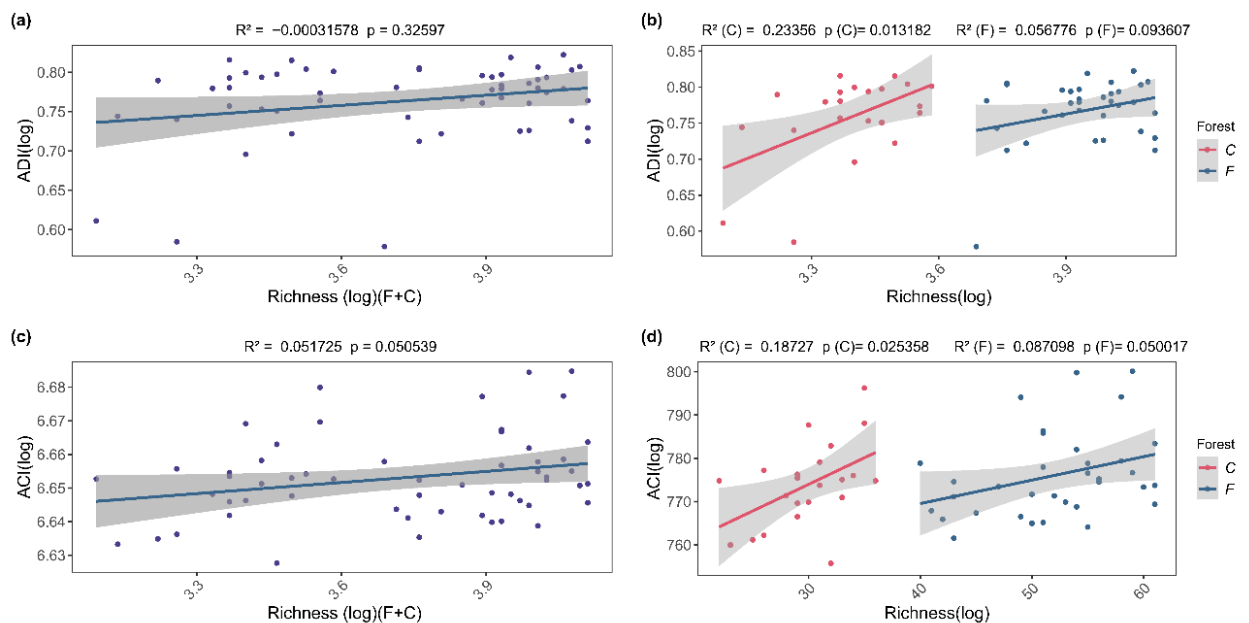 (a)
R² = −0.00031578 p = 0.32597
ADI(log)
0.80
0.75
0.70
0.65
0.60
3.3
3.6
3.9
Richness (log)(F+C)
(b)
R² (C) = 0.23356 p (C)= 0.013182 R² (F) = 0.056776 p (F)= 0.093607
ADI(log)
0.85
0.80
0.75
0.70
0.65
0.60
3.3
3.6
3.9
Richness(log)
Forest
C
F
(c)
R² = 0.051725 p = 0.050539
ACI(log)
6.68
6.67
6.66
6.65
6.64
6.63
3.3
3.6
3.9
Richness (log)(F+C)
(d)
R² (C) = 0.18727 p (C)= 0.025358 R² (F) = 0.087098 p (F)= 0.050017
ACI(log)
800
790
780
770
760
30
40
50
60
Richness(log)
Forest
C
F